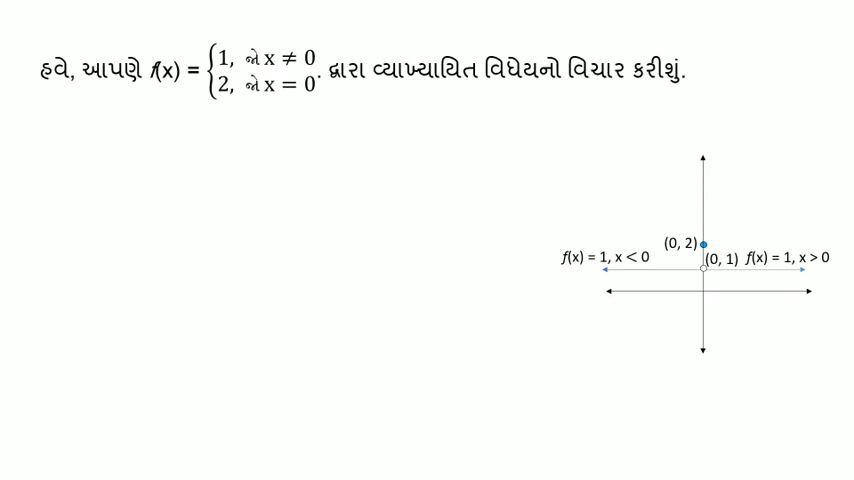 હવે, આપણે f(x) = {1, જો x ≠ 0
2, જો x = 0. દ્વારા વ્યાખ્યાયિત વિધેયનો વિચાર કરીશું.
(0, 2)
f(x) = 1, x < 0
(0, 1)
f(x) = 1, x > 0